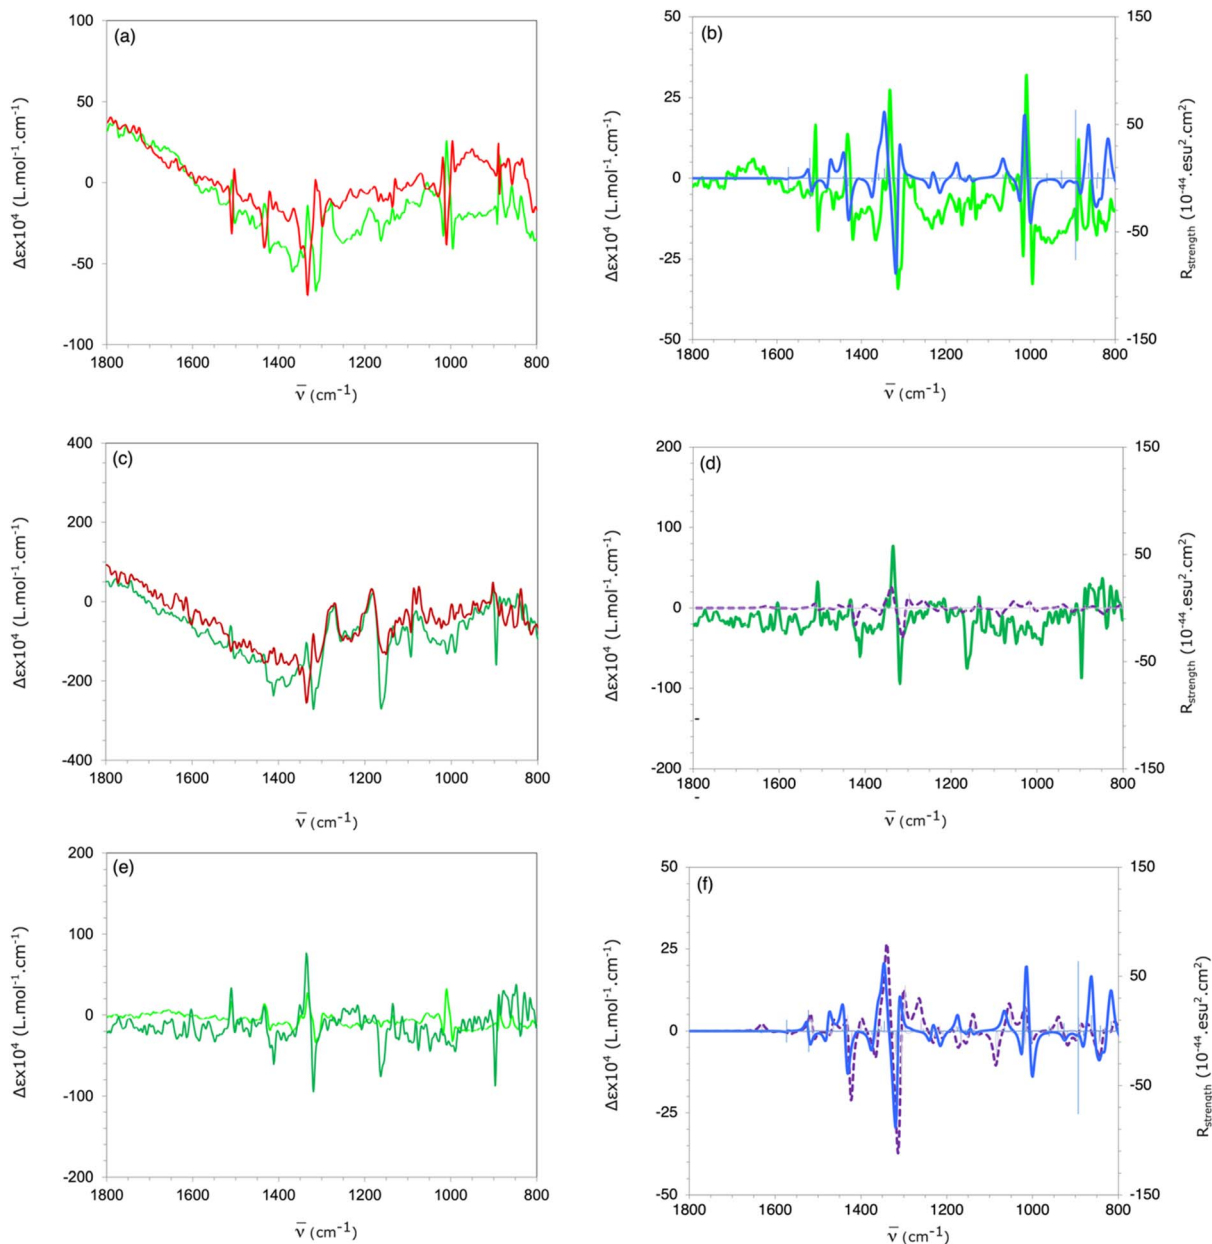 (a)
100
50
0
-50
-100
1800 1600 1400 1200 1000 800
Δεx10⁴ (L.mol⁻¹.cm⁻¹)
ν̅ (cm⁻¹)
(b)
50
25
0
-25
-50
150
50
-50
-150
1800 1600 1400 1200 1000 800
Δεx10⁴ (L.mol⁻¹.cm⁻¹)
R_strength (10⁻⁴⁴.esu².cm²)
ν̅ (cm⁻¹)
(c)
400
200
0
-200
-400
1800 1600 1400 1200 1000 800
Δεx10⁴ (L.mol⁻¹.cm⁻¹)
ν̅ (cm⁻¹)
(d)
200
100
0
-100
-200
150
50
-50
-150
1800 1600 1400 1200 1000 800
Δεx10⁴ (L.mol⁻¹.cm⁻¹)
R_strength (10⁻⁴⁴.esu².cm²)
ν̅ (cm⁻¹)
(e)
200
100
0
-100
-200
1800 1600 1400 1200 1000 800
Δεx10⁴ (L.mol⁻¹.cm⁻¹)
ν̅ (cm⁻¹)
(f)
50
25
0
-25
-50
150
50
-50
-150
1800 1600 1400 1200 1000 800
Δεx10⁴ (L.mol⁻¹.cm⁻¹)
R_strength (10⁻⁴⁴.esu².cm²)
ν̅ (cm⁻¹)